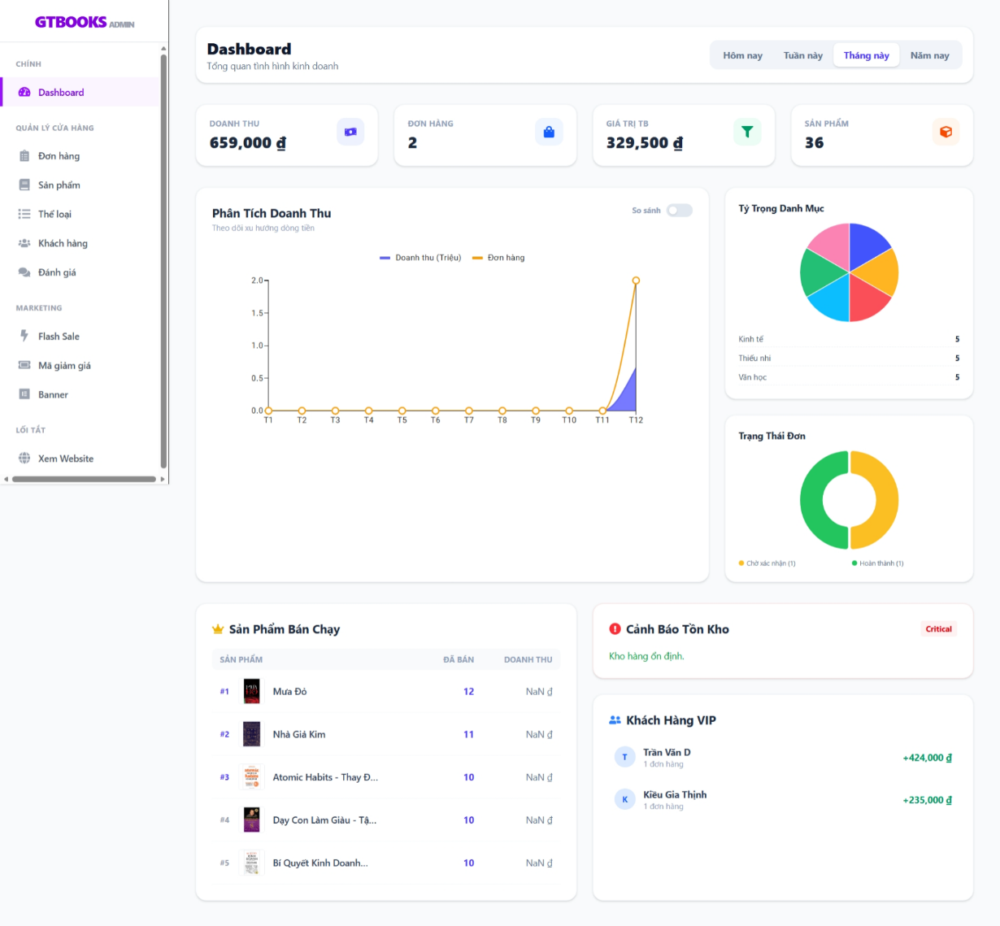 GTBOOKS ADMIN
CHÍNH
Dashboard
QUẢN LÝ CỬA HÀNG
Đơn hàng
Sản phẩm
Thể loại
Khách hàng
Đánh giá
MARKETING
Flash Sale
Mã giảm giá
Banner
LỐI TẮT
Xem Website
Dashboard
Tổng quan tình hình kinh doanh
Hôm nay Tuần này Tháng này Năm nay
DOANH THU
659,000 ₫
ĐƠN HÀNG
2
GIÁ TRỊ TB
329,500 ₫
SẢN PHẨM
36
Phân Tích Doanh Thu
Theo dõi xu hướng dòng tiền
So sánh
Doanh thu (Triệu) Đơn hàng
2.0
1.5
1.0
0.5
0.0
T1 T2 T3 T4 T5 T6 T7 T8 T9 T10 T11 T12
Tỷ Trọng Danh Mục
Kinh tế 5
Thiếu nhi 5
Văn học 5
Trạng Thái Đơn
Chờ xác nhận (1) Hoàn thành (1)
Sản Phẩm Bán Chạy
SẢN PHẨM ĐÃ BÁN DOANH THU
#1 Mưa Đỏ 12 NaN ₫
#2 Nhà Giả Kim 11 NaN ₫
#3 Atomic Habits - Thay Đ... 10 NaN ₫
#4 Dạy Con Làm Giàu - Tậ... 10 NaN ₫
#5 Bí Quyết Kinh Doanh... 10 NaN ₫
Cảnh Báo Tồn Kho
Critical
Kho hàng ổn định.
Khách Hàng VIP
T Trần Văn D
1 đơn hàng
+424,000 ₫
K Kiều Gia Thịnh
1 đơn hàng
+235,000 ₫